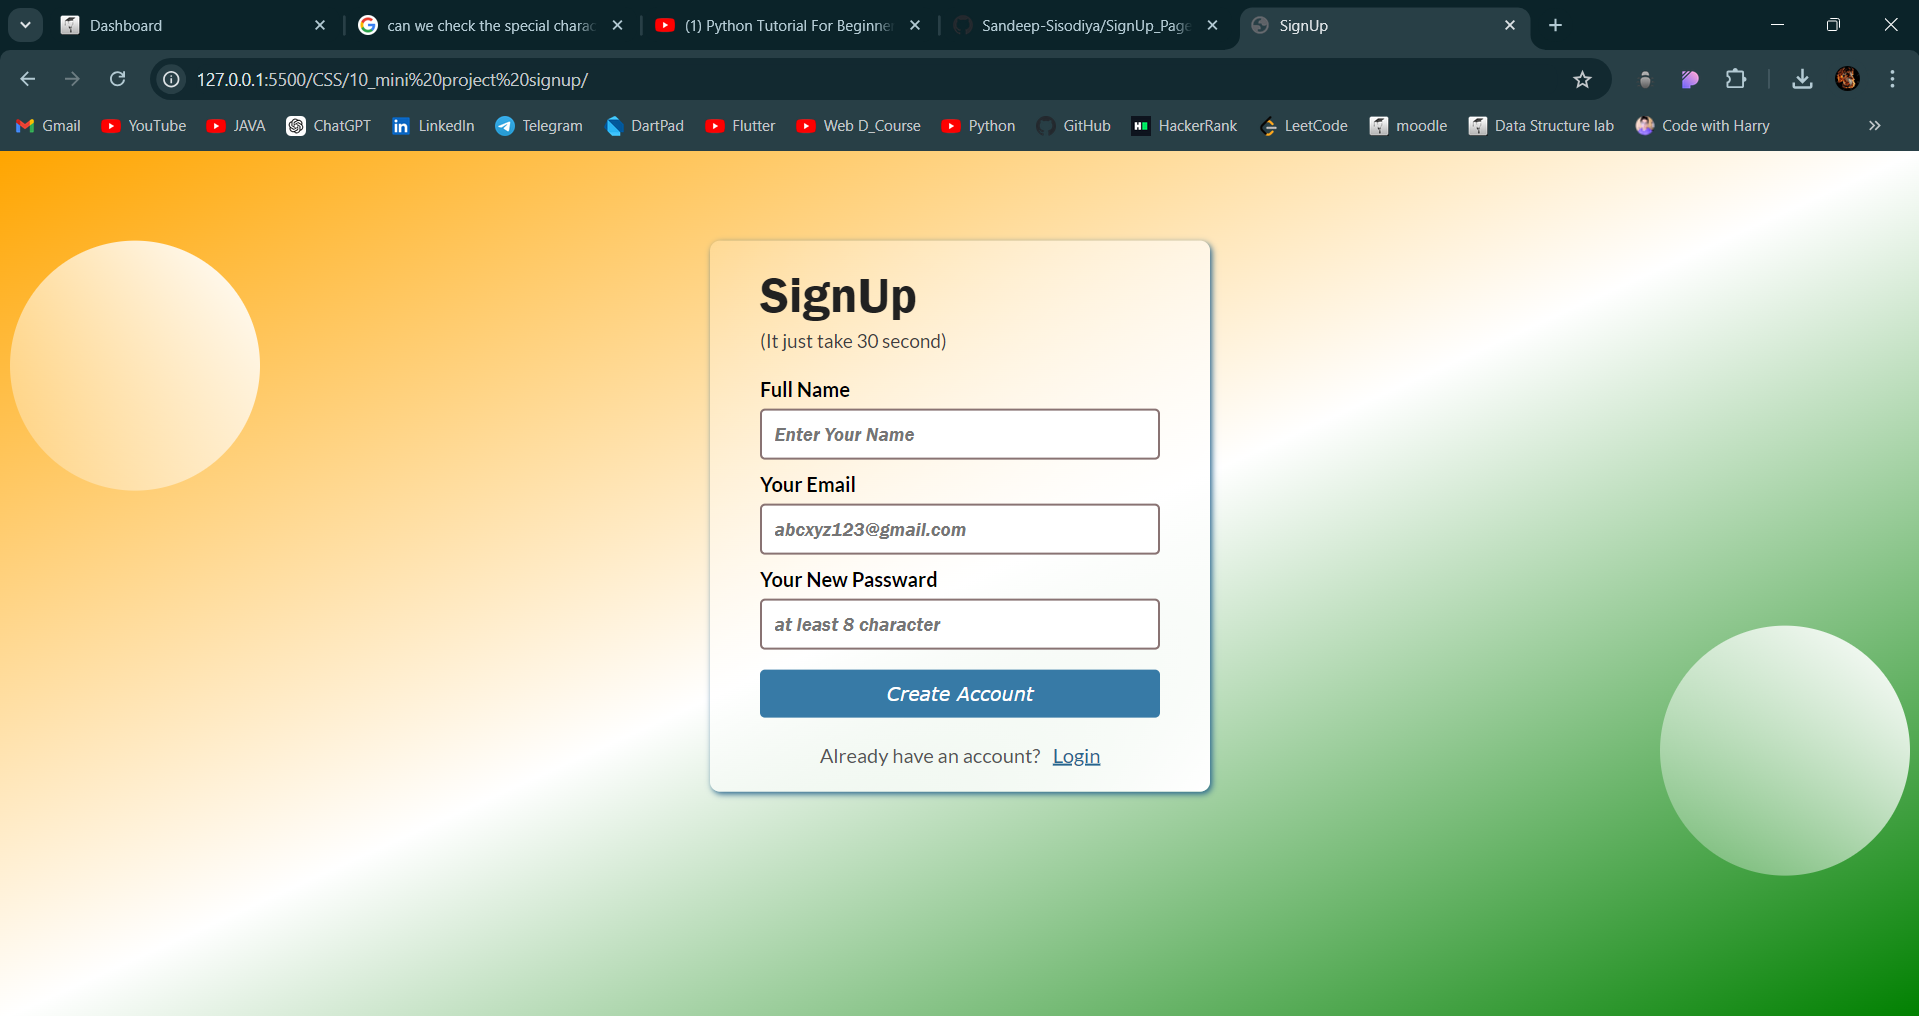 Dashboard
can we check the special charac
(1) Python Tutorial For Beginner
Sandeep-Sisodiya/SignUp_Page
SignUp
127.0.0.1:5500/CSS/10_mini%20project%20signup/
Gmail
YouTube
JAVA
ChatGPT
LinkedIn
Telegram
DartPad
Flutter
Web D_Course
Python
GitHub
HackerRank
LeetCode
moodle
Data Structure lab
Code with Harry
SignUp
(It just take 30 second)
Full Name
Enter Your Name
Your Email
abcxyz123@gmail.com
Your New Passward
at least 8 character
Create Account
Already have an account? Login